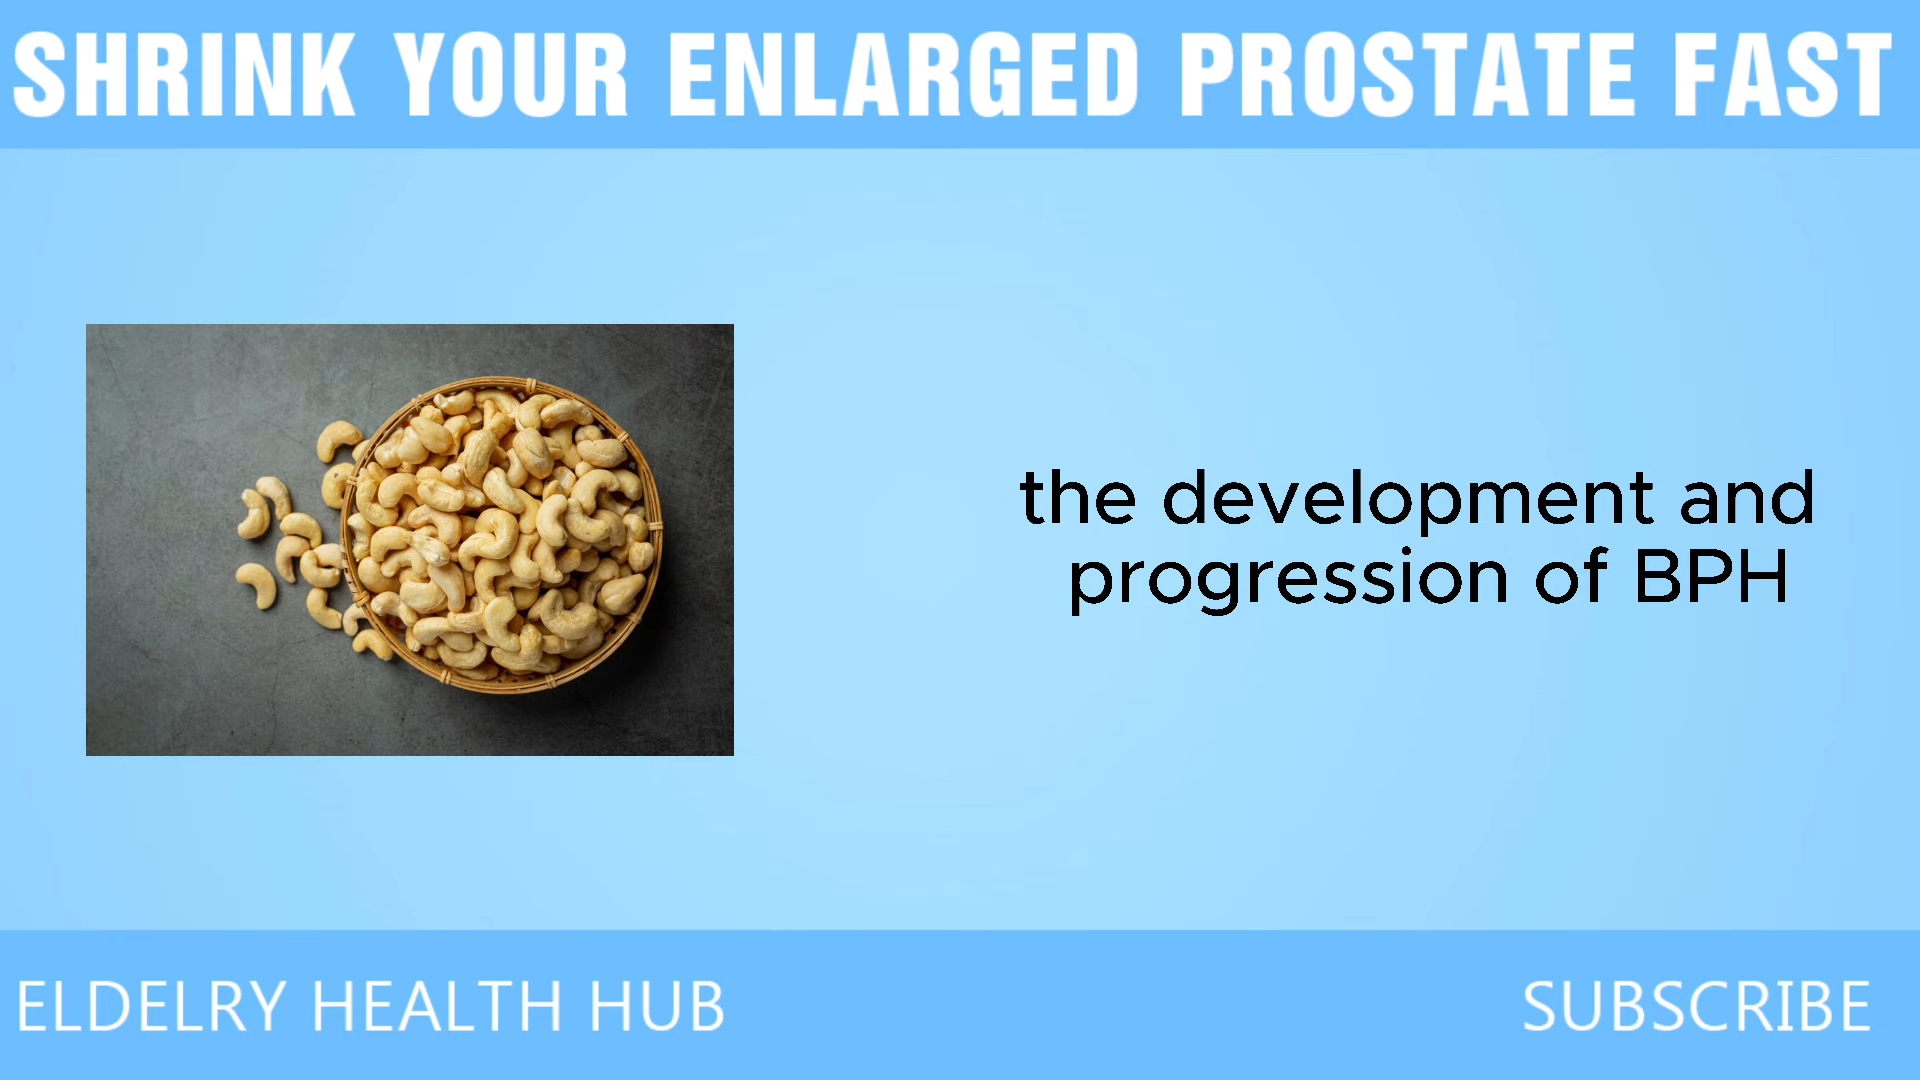 SHRINK YOUR ENLARGED PROSTATE FAST
the development and
progression of BPH
ELDELRY HEALTH HUB
SUBSCRIBE